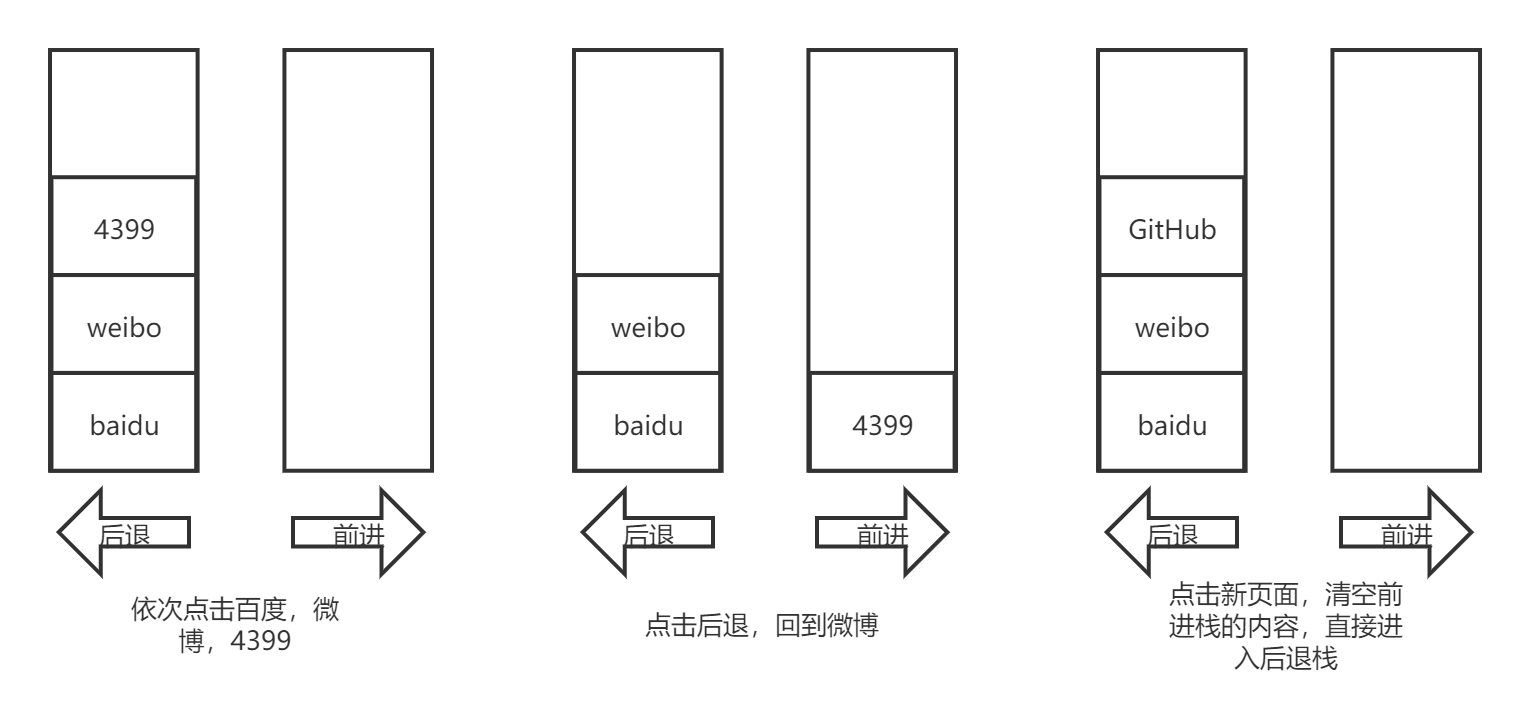 4399
weibo
baidu
后退
前进
依次点击百度，微
博，4399
weibo
baidu
4399
后退
前进
点击后退，回到微博
GitHub
weibo
baidu
后退
前进
点击新页面，清空前
进栈的内容，直接进
入后退栈